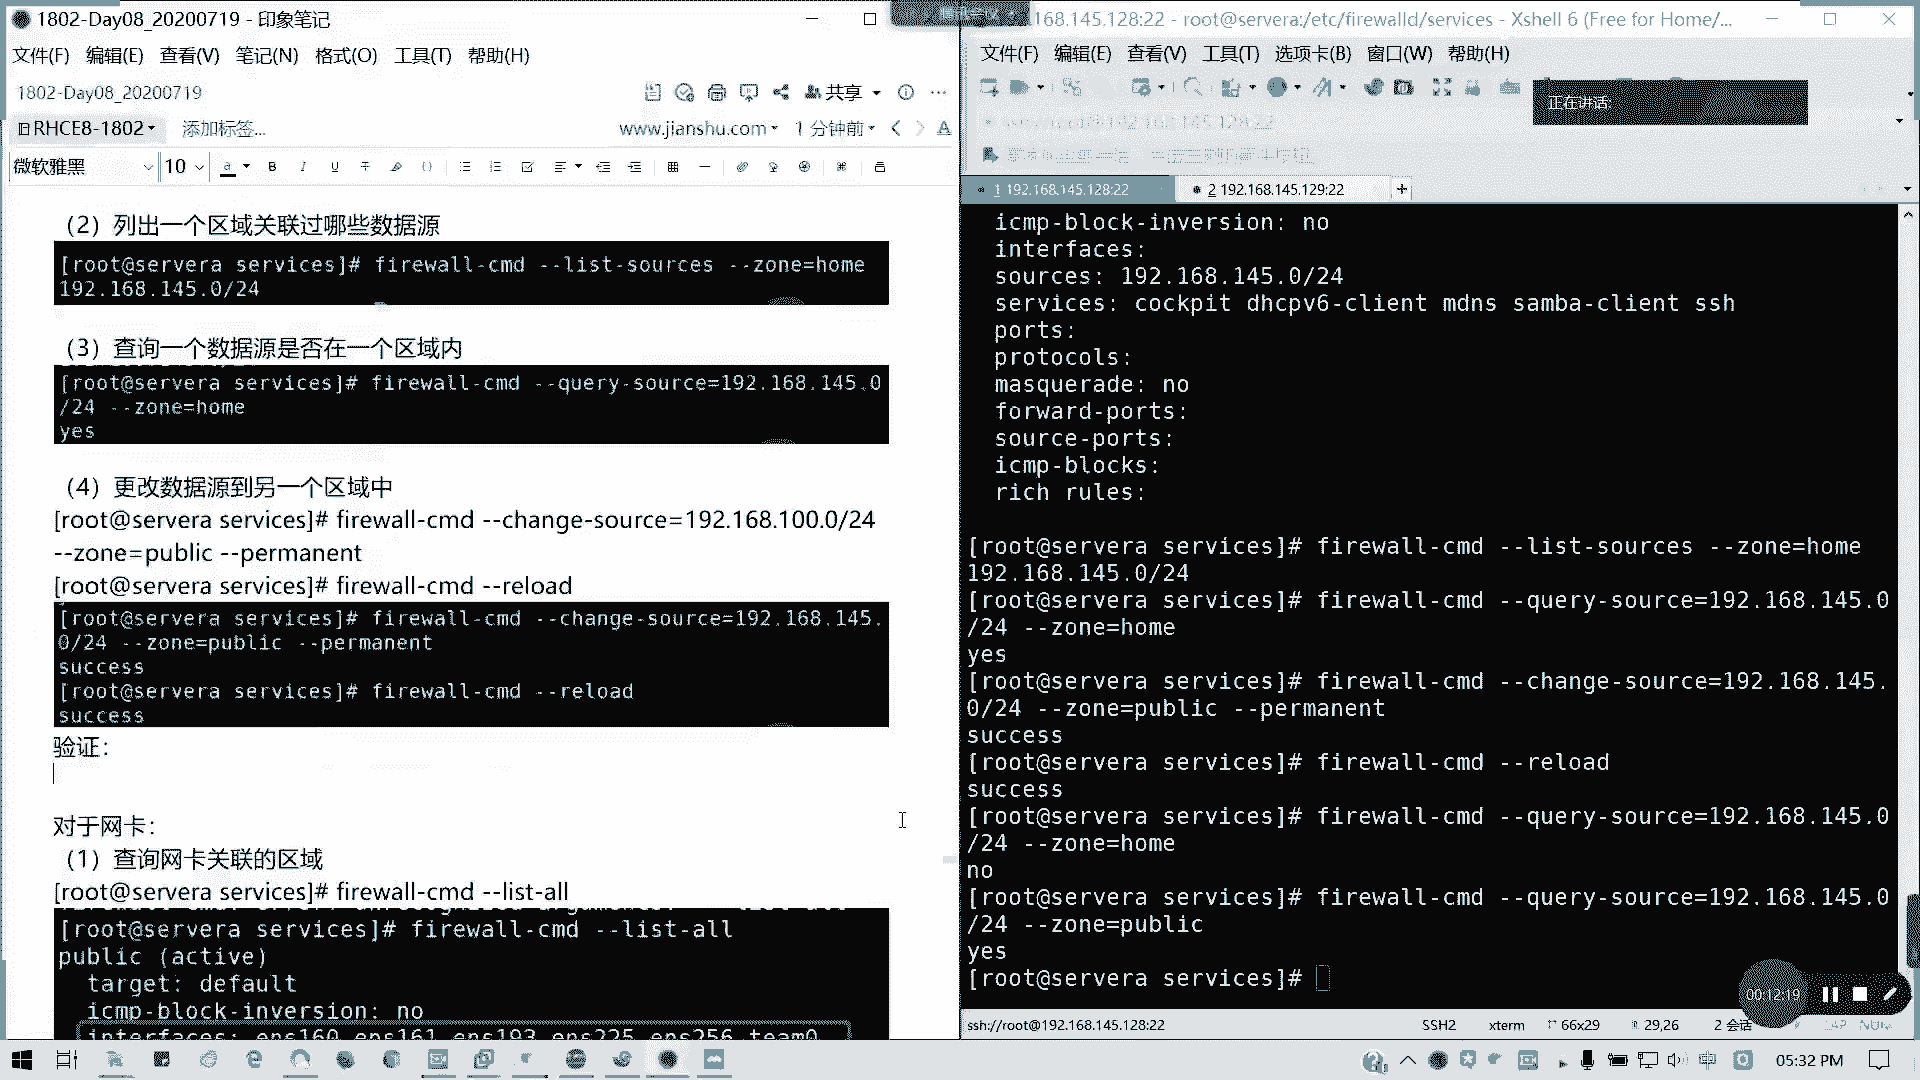 1802-Day08_20200719 - 印象笔记
文件(F) 编辑(E) 查看(V) 笔记(N) 格式(O) 工具(T) 帮助(H)
1802-Day08_20200719
共享
RHCE8-1802
添加标签...
www.jianshu.com
1 分钟前
微软雅黑
10
（2）列出一个区域关联过哪些数据源
[root@servera services]# firewall-cmd --list-sources --zone=home
192.168.145.0/24
（3）查询一个数据源是否在一个区域内
[root@servera services]# firewall-cmd --query-source=192.168.145.0
/24 --zone=home
yes
（4）更改数据源到另一个区域中
[root@servera services]# firewall-cmd --change-source=192.168.100.0/24
--zone=public --permanent
[root@servera services]# firewall-cmd --reload
[root@servera services]# firewall-cmd --change-source=192.168.145.
0/24 --zone=public --permanent
success
[root@servera services]# firewall-cmd --reload
success
验证：
对于网卡：
（1）查询网卡关联的区域
[root@servera services]# firewall-cmd --list-all
[root@servera services]# firewall-cmd --list-all
public (active)
target: default
icmp-block-inversion: no
interfaces: ens160 ens161 ens193 ens225 ens256 team0
168.145.128:22 - root@servera:/etc/firewalld/services - Xshell 6 (Free for Home/...
文件(F) 编辑(E) 查看(V) 工具(T) 选项卡(B) 窗口(W) 帮助(H)
正在讲话:
ssh://root@192.168.145.128:22
1 192.168.145.128:22
2 192.168.145.129:22
icmp-block-inversion: no
interfaces:
sources: 192.168.145.0/24
services: cockpit dhcpv6-client mdns samba-client ssh
ports:
protocols:
masquerade: no
forward-ports:
source-ports:
icmp-blocks:
rich rules:
[root@servera services]# firewall-cmd --list-sources --zone=home
192.168.145.0/24
[root@servera services]# firewall-cmd --query-source=192.168.145.0
/24 --zone=home
yes
[root@servera services]# firewall-cmd --change-source=192.168.145.
0/24 --zone=public --permanent
success
[root@servera services]# firewall-cmd --reload
success
[root@servera services]# firewall-cmd --query-source=192.168.145.0
/24 --zone=home
no
[root@servera services]# firewall-cmd --query-source=192.168.145.0
/24 --zone=public
yes
[root@servera services]#
00:12:19
ssh://root@192.168.145.128:22
SSH2
xterm
66x29
29,26
2 会话
CAP NUM
中
05:32 PM